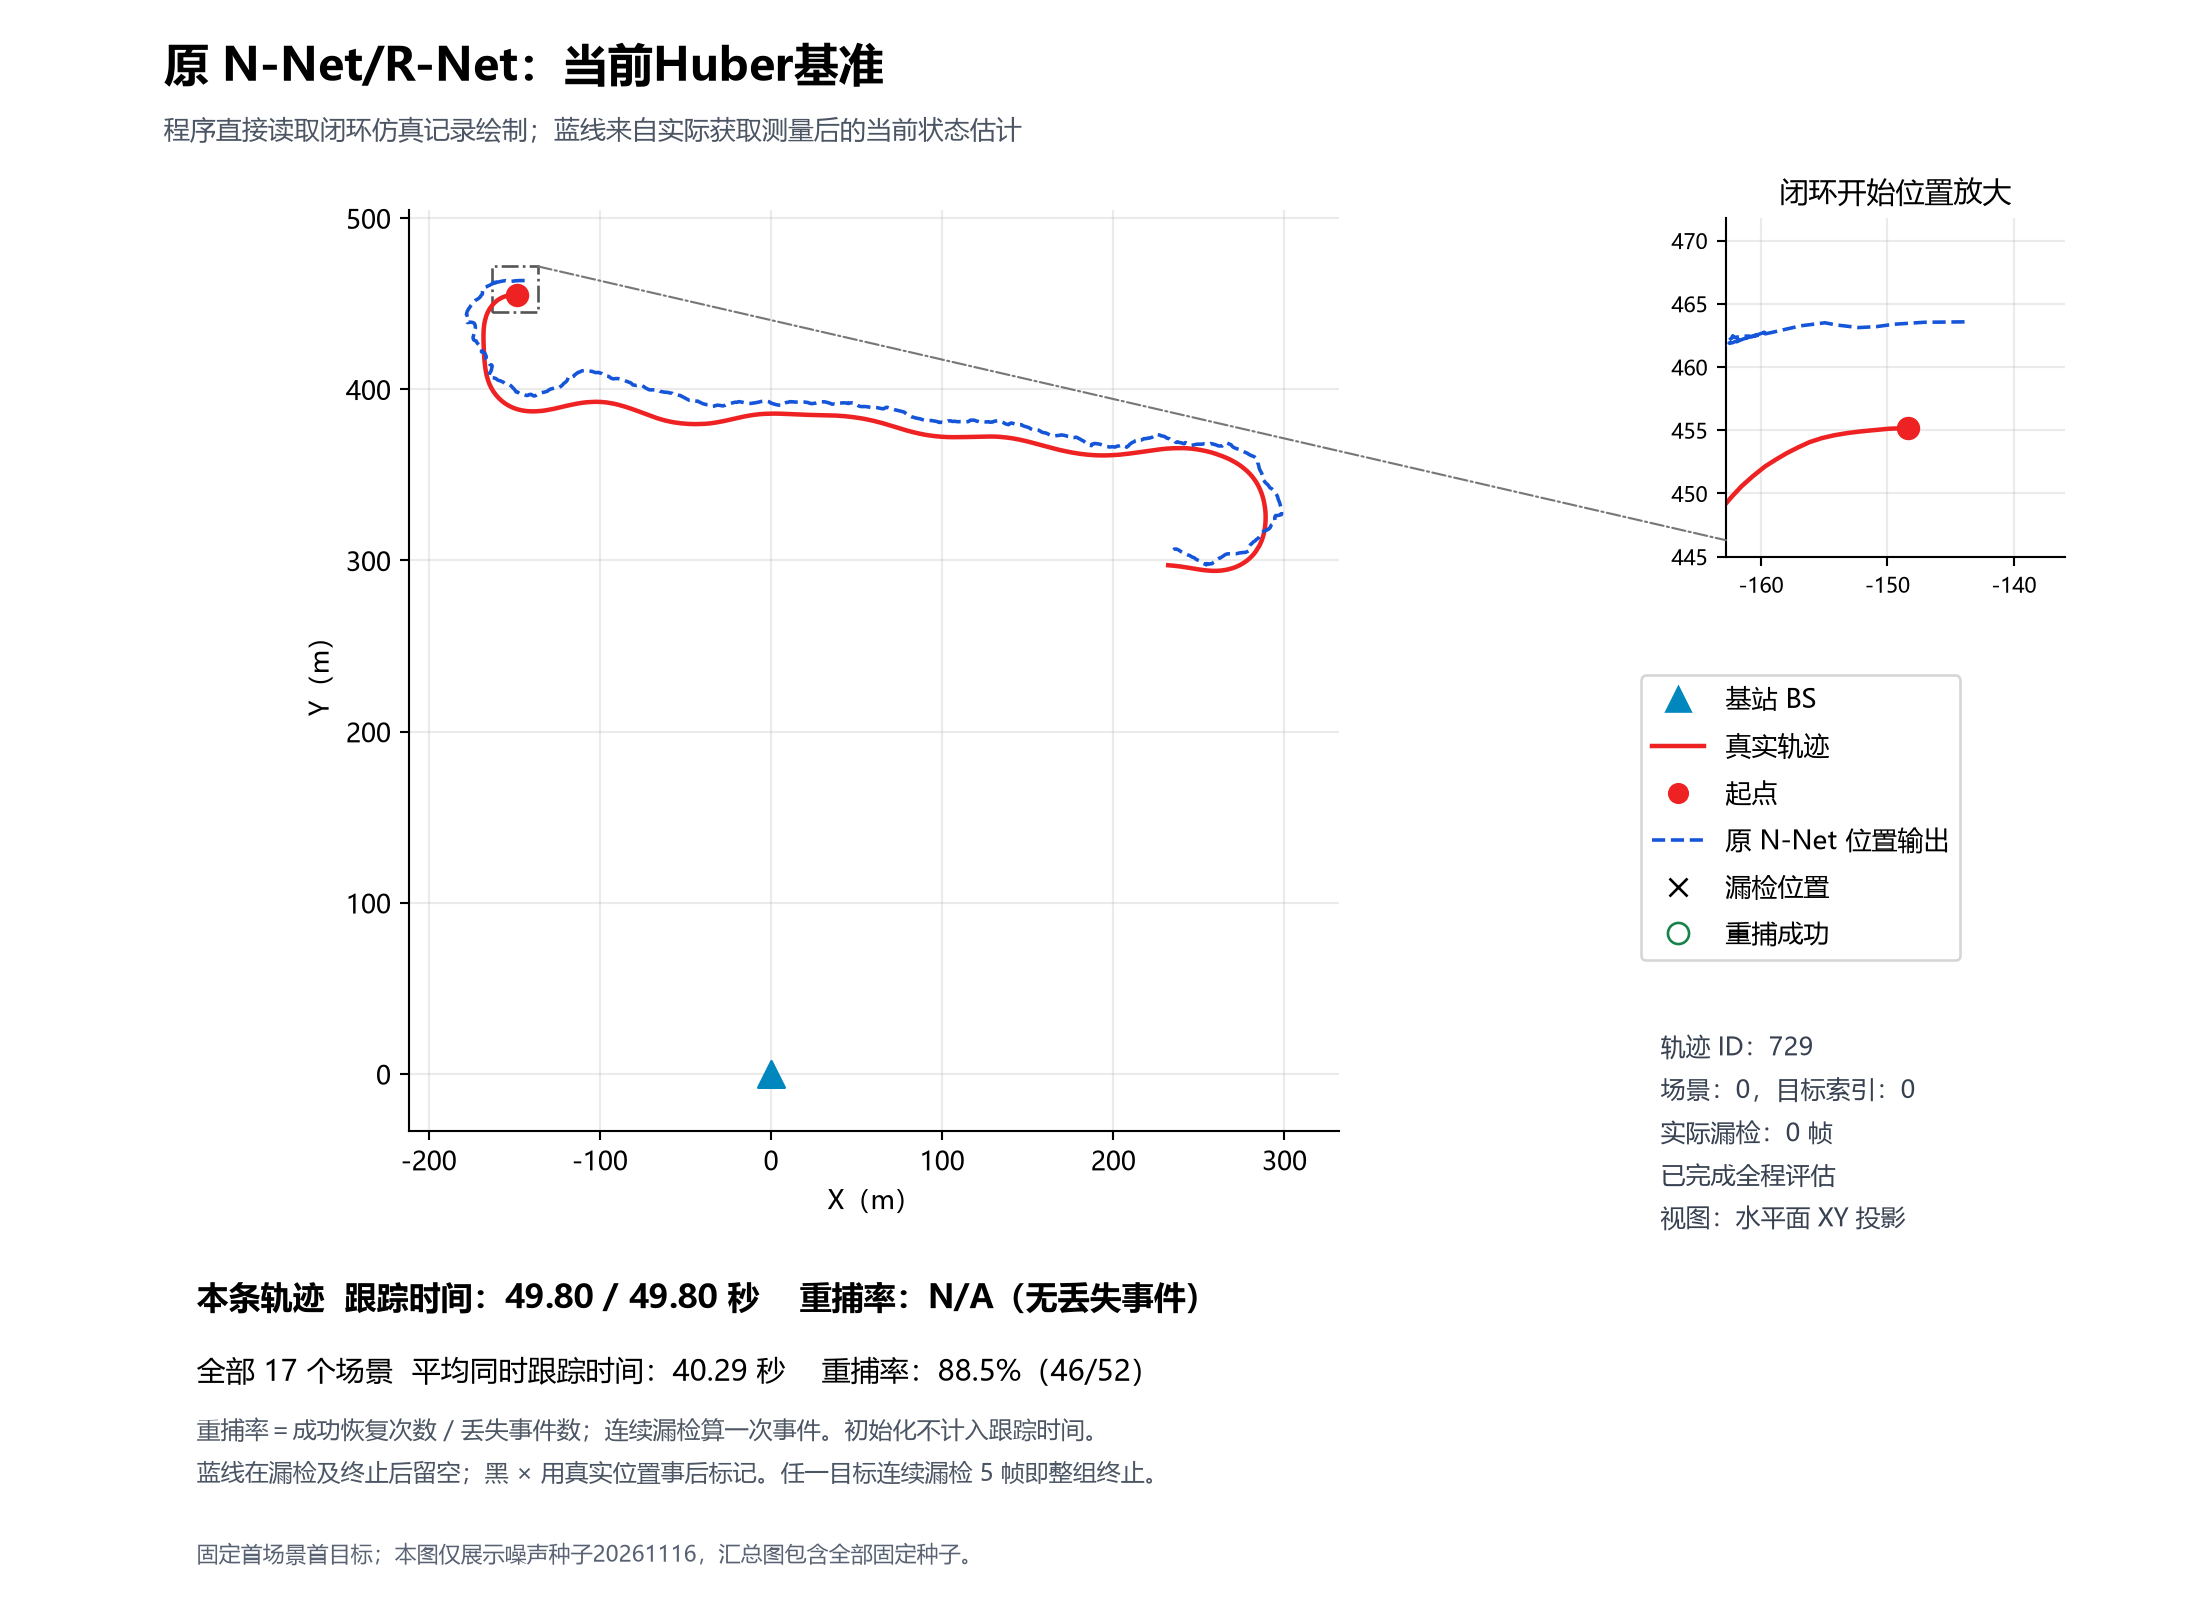 原 N-Net/R-Net：当前Huber基准
程序直接读取闭环仿真记录绘制；蓝线来自实际获取测量后的当前状态估计
500
400
300
200
100
0
Y（m）
-200
-100
0
100
200
300
X（m）
闭环开始位置放大
470
465
460
455
450
445
-160
-150
-140
基站 BS
真实轨迹
起点
原 N-Net 位置输出
漏检位置
重捕成功
轨迹 ID：729
场景：0，目标索引：0
实际漏检：0 帧
已完成全程评估
视图：水平面 XY 投影
本条轨迹 跟踪时间：49.80 / 49.80 秒 重捕率：N/A（无丢失事件）
全部 17 个场景 平均同时跟踪时间：40.29 秒 重捕率：88.5%（46/52）
重捕率＝成功恢复次数 / 丢失事件数；连续漏检算一次事件。初始化不计入跟踪时间。
蓝线在漏检及终止后留空；黑 × 用真实位置事后标记。任一目标连续漏检 5 帧即整组终止。
固定首场景首目标；本图仅展示噪声种子20261116，汇总图包含全部固定种子。